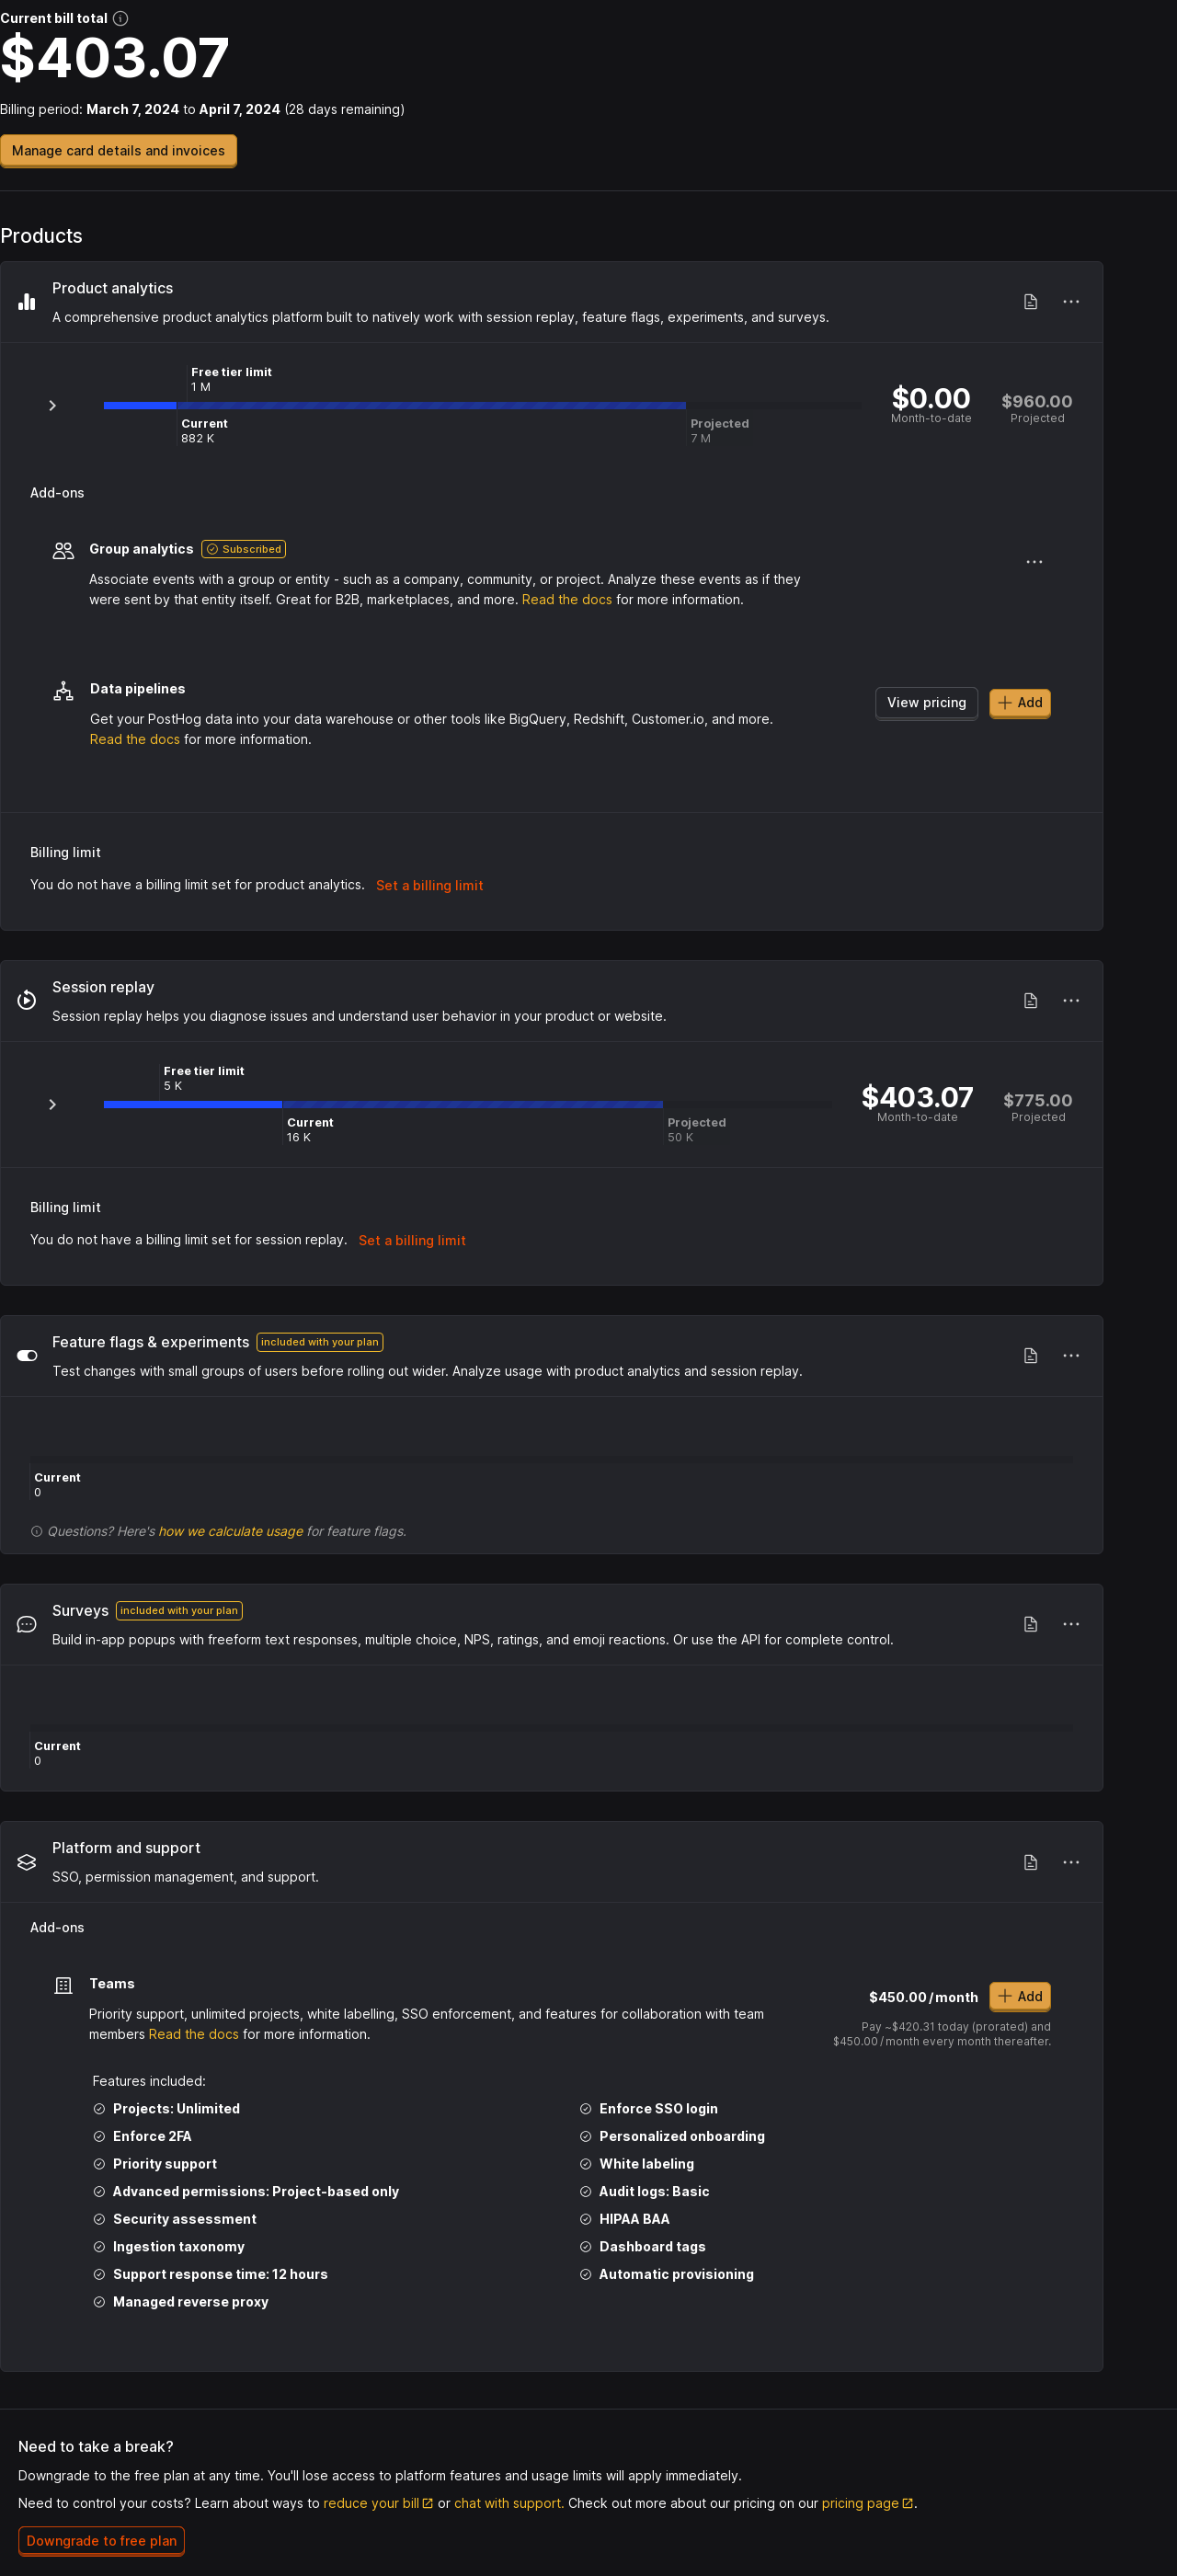 Current bill total
$403.07
Billing period: March 7, 2024 to April 7, 2024 (28 days remaining)
Manage card details and invoices
Products
Product analytics
A comprehensive product analytics platform built to natively work with session replay, feature flags, experiments, and surveys.
Free tier limit
1 M
Current
882 K
Projected
7 M
$0.00
Month-to-date
$960.00
Projected
Add-ons
Group analytics Subscribed
Associate events with a group or entity - such as a company, community, or project. Analyze these events as if they
were sent by that entity itself. Great for B2B, marketplaces, and more. Read the docs for more information.
Data pipelines
Get your PostHog data into your data warehouse or other tools like BigQuery, Redshift, Customer.io, and more.
Read the docs for more information.
View pricing
Add
Billing limit
You do not have a billing limit set for product analytics. Set a billing limit
Session replay
Session replay helps you diagnose issues and understand user behavior in your product or website.
Free tier limit
5 K
Current
16 K
Projected
50 K
$403.07
Month-to-date
$775.00
Projected
Billing limit
You do not have a billing limit set for session replay. Set a billing limit
Feature flags & experiments included with your plan
Test changes with small groups of users before rolling out wider. Analyze usage with product analytics and session replay.
Current
0
Questions? Here's how we calculate usage for feature flags.
Surveys included with your plan
Build in-app popups with freeform text responses, multiple choice, NPS, ratings, and emoji reactions. Or use the API for complete control.
Current
0
Platform and support
SSO, permission management, and support.
Add-ons
Teams
Priority support, unlimited projects, white labelling, SSO enforcement, and features for collaboration with team
members Read the docs for more information.
$450.00/month
Add
Pay ~$420.31 today (prorated) and
$450.00/month every month thereafter.
Features included:
Projects: Unlimited
Enforce 2FA
Priority support
Advanced permissions: Project-based only
Security assessment
Ingestion taxonomy
Support response time: 12 hours
Managed reverse proxy
Enforce SSO login
Personalized onboarding
White labeling
Audit logs: Basic
HIPAA BAA
Dashboard tags
Automatic provisioning
Need to take a break?
Downgrade to the free plan at any time. You'll lose access to platform features and usage limits will apply immediately.
Need to control your costs? Learn about ways to reduce your bill or chat with support. Check out more about our pricing on our pricing page.
Downgrade to free plan